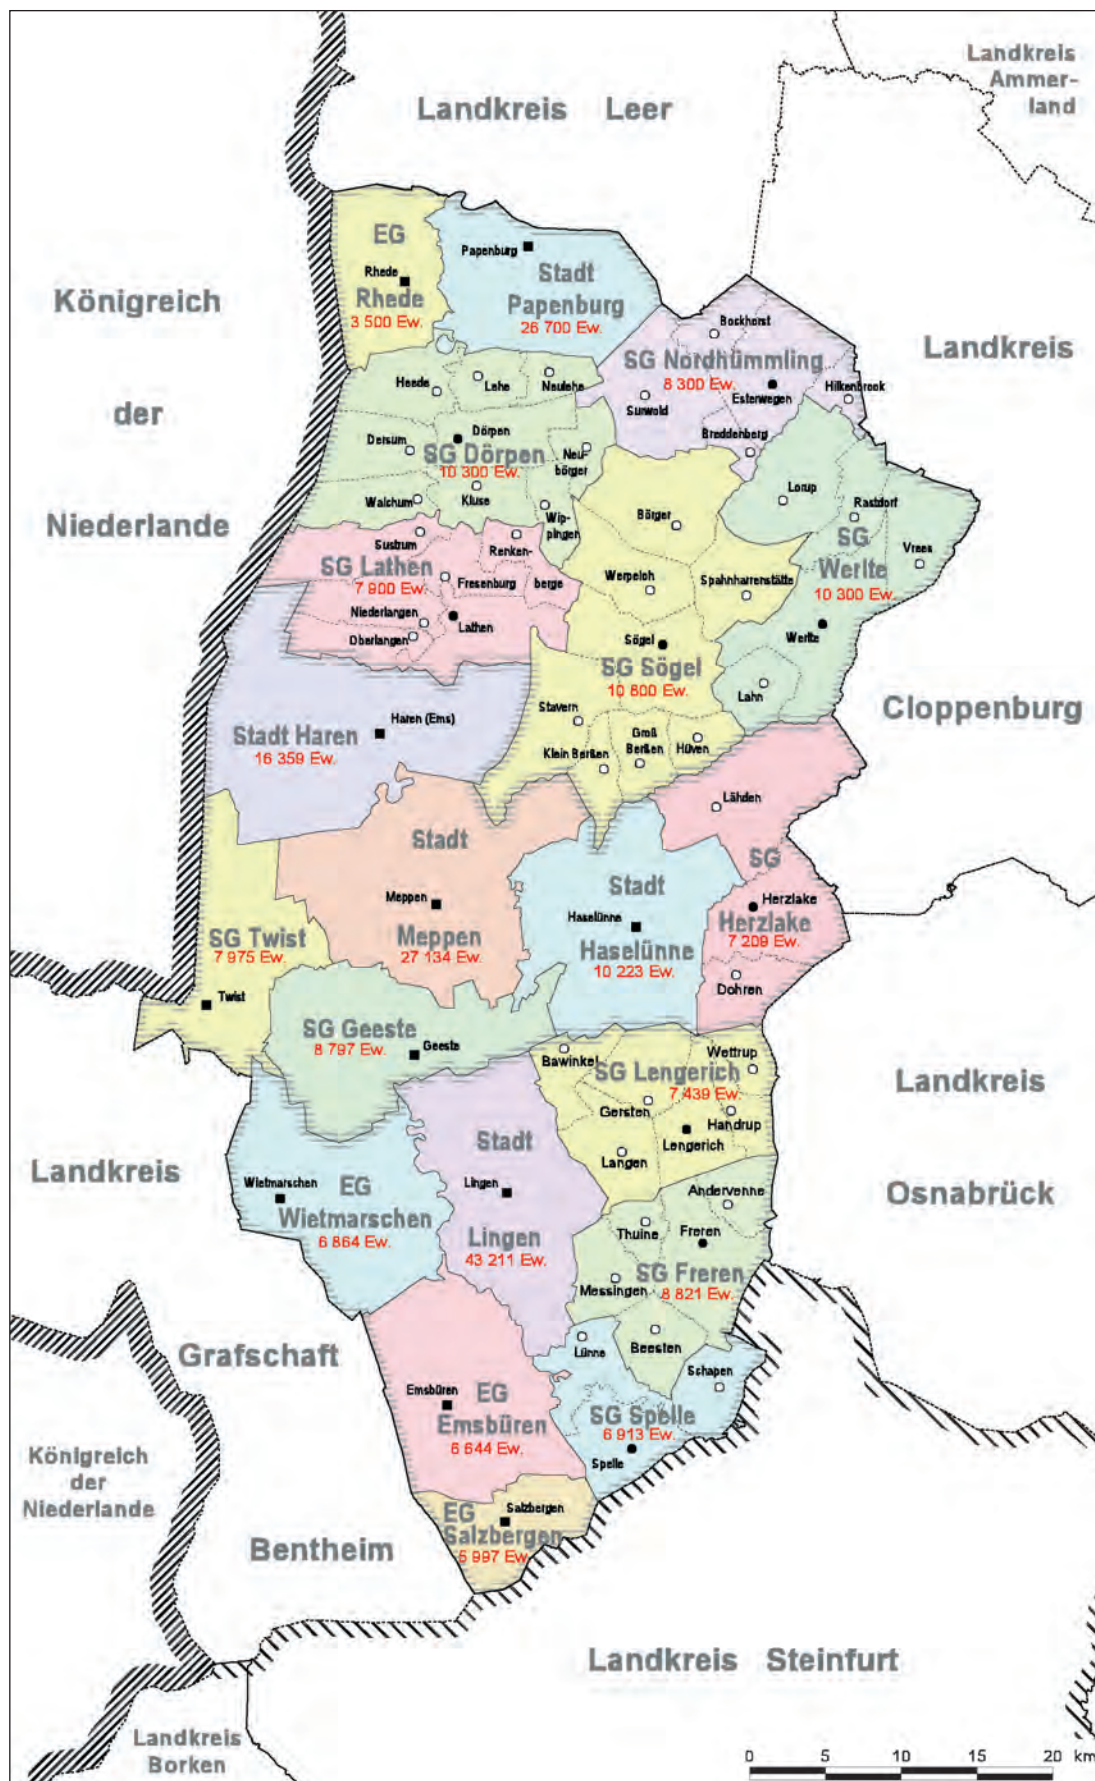 Landkreis
Ammer-
land
Landkreis Leer
EG
Rhede
Rhede
3 500 Ew.
Papenburg
Stadt
Papenburg
26 700 Ew.
Königreich
der
Niederlande
Bockhorst
SG Nordhümmling
8 300 Ew.
Esterwegen
Hilkenbrook
Surwold
Breddenberg
Landkreis
Cloppenburg
Heede
Lehe
Neulehe
Dersum
Dörpen
SG Dörpen
10 300 Ew.
Neu-
börger
Walchum
Kluse
Wip-
pingen
Lorup
Rastdorf
SG
Werlte
10 300 Ew.
Vrees
Werlte
Lahn
Börger
Werpeloh
Spahnharrenstätte
Sögel
SG Sögel
10 800 Ew.
Stavern
Klein Berßen
Groß
Berßen
Hüven
Sustrum
Renken-
berge
SG Lathen
7 900 Ew.
Fresenburg
Niederlangen
Oberlangen
Lathen
Haren (Ems)
Stadt Haren
16 359 Ew.
Lähden
SG
Herzlake
Herzlake
7 209 Ew.
Dohren
Stadt
Meppen
Meppen
27 134 Ew.
Stadt
Haselünne
Haselünne
10 223 Ew.
SG Twist
7 975 Ew.
Twist
SG Geeste
8 797 Ew.
Geeste
Bawinkel
Wettrup
SG Lengerich
7 439 Ew.
Gersten
Handrup
Lengerich
Langen
Landkreis
Osnabrück
Landkreis
Grafschaft
Bentheim
Wietmarschen
EG
Wietmarschen
6 864 Ew.
Stadt
Lingen
Lingen
43 211 Ew.
Andervenne
Thuine
Freren
SG Freren
8 821 Ew.
Messingen
Beesten
Lünne
Schapen
SG Spelle
6 913 Ew.
Spelle
Emsbüren
EG
Emsbüren
6 644 Ew.
EG
Salzbergen
Salzbergen
5 997 Ew.
Königreich
der
Niederlande
Landkreis Steinfurt
Landkreis
Borken
0 5 10 15 20 km